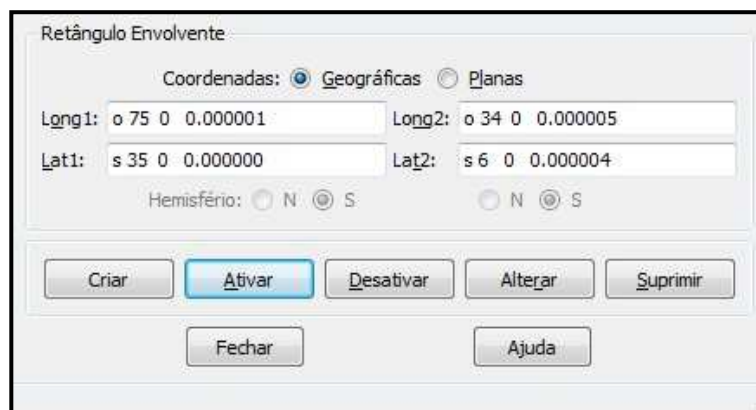 Retângulo Envolvente
Coordenadas: Geográficas Planas
Long1: o 75 0 0.000001 Long2: o 34 0 0.000005
Lat1: s 35 0 0.000000 Lat2: s 6 0 0.000004
Hemisfério: N S N S
Criar Ativar Desativar Alterar Suprimir
Fechar Ajuda